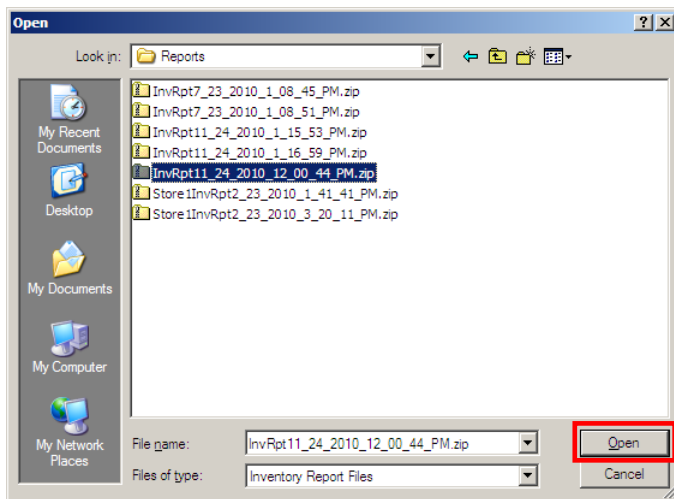 Open
Look in:
Reports
InvRpt7_23_2010_1_08_45_PM.zip
InvRpt7_23_2010_1_08_51_PM.zip
InvRpt11_24_2010_1_15_53_PM.zip
InvRpt11_24_2010_1_16_59_PM.zip
InvRpt11_24_2010_12_00_44_PM.zip
Store1InvRpt2_23_2010_1_41_41_PM.zip
Store1InvRpt2_23_2010_3_20_11_PM.zip
My Recent
Documents
Desktop
My Documents
My Computer
My Network
Places
File name:
InvRpt11_24_2010_12_00_44_PM.zip
Open
Files of type:
Inventory Report Files
Cancel